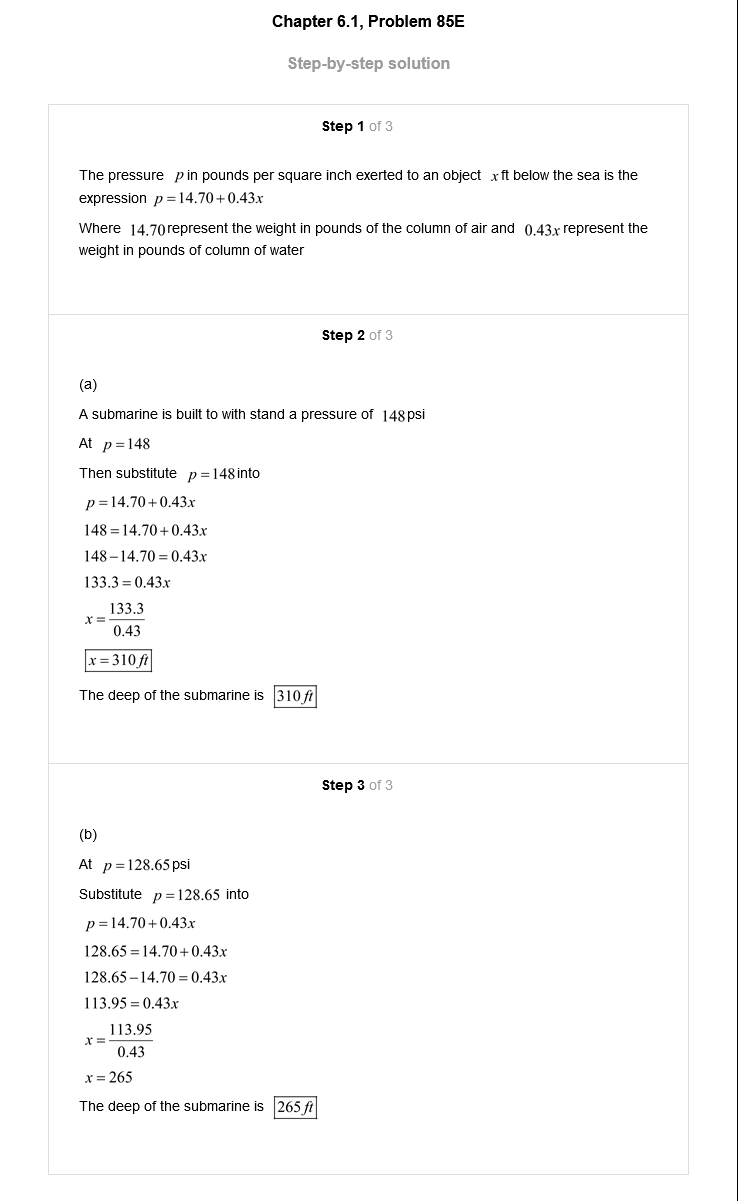 Chapter 6.1, Problem 85E
Step-by-step solution
Step 1 of 3
The pressure p in pounds per square inch exerted to an object x ft below the sea is the
expression p = 14.70 + 0.43x
Where 14.70 represent the weight in pounds of the column of air and 0.43x represent the
weight in pounds of column of water
Step 2 of 3
(a)
A submarine is built to with stand a pressure of 148 psi
At p = 148
Then substitute p = 148 into
p = 14.70 + 0.43x
148 = 14.70 + 0.43x
148 − 14.70 = 0.43x
133.3 = 0.43x
x = 133.3/0.43
x = 310 ft
The deep of the submarine is 310 ft
Step 3 of 3
(b)
At p = 128.65 psi
Substitute p = 128.65 into
p = 14.70 + 0.43x
128.65 = 14.70 + 0.43x
128.65 − 14.70 = 0.43x
113.95 = 0.43x
x = 113.95/0.43
x = 265
The deep of the submarine is 265 ft